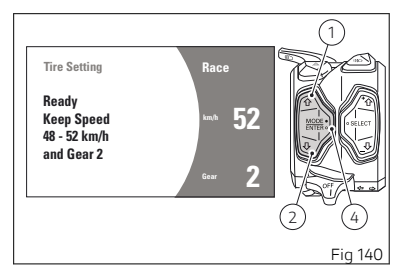 1
Tire Setting
Race
Ready
Keep Speed
48 - 52 km/h
and Gear 2
km/h 52
Gear 2
MODE
ENTER
SELECT
OFF
2
4
Fig 140